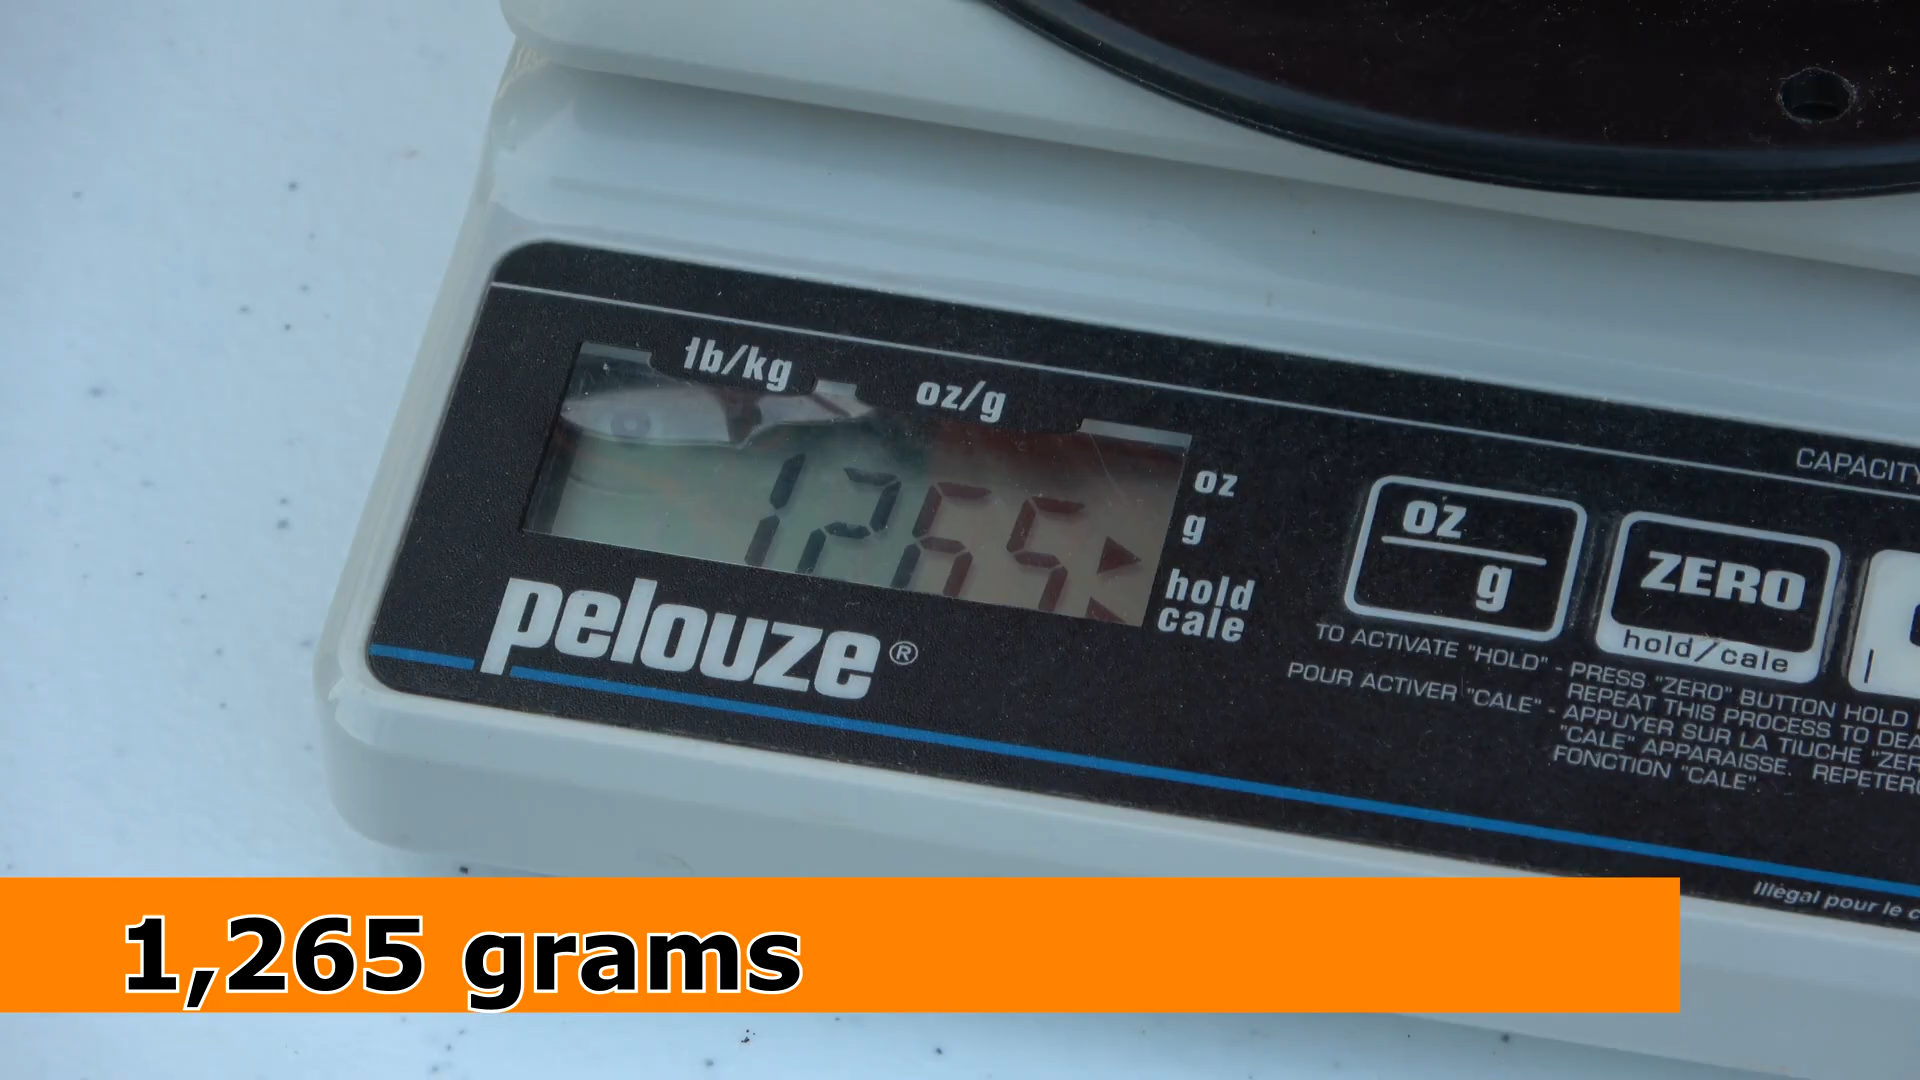 lb/kg
oz/g
CAPACITY
1265
oz
g
hold
cale
oz
g
ZERO
hold/cale
pelouze®
TO ACTIVATE "HOLD" - PRESS "ZERO" BUTTON HOLD
REPEAT THIS PROCESS TO
POUR ACTIVER "CALE" - APPUYER SUR LA TIUCHE
"CALE" APPARAISSE. REPETER
FONCTION "CALE".
Illégal pour le
1,265 grams